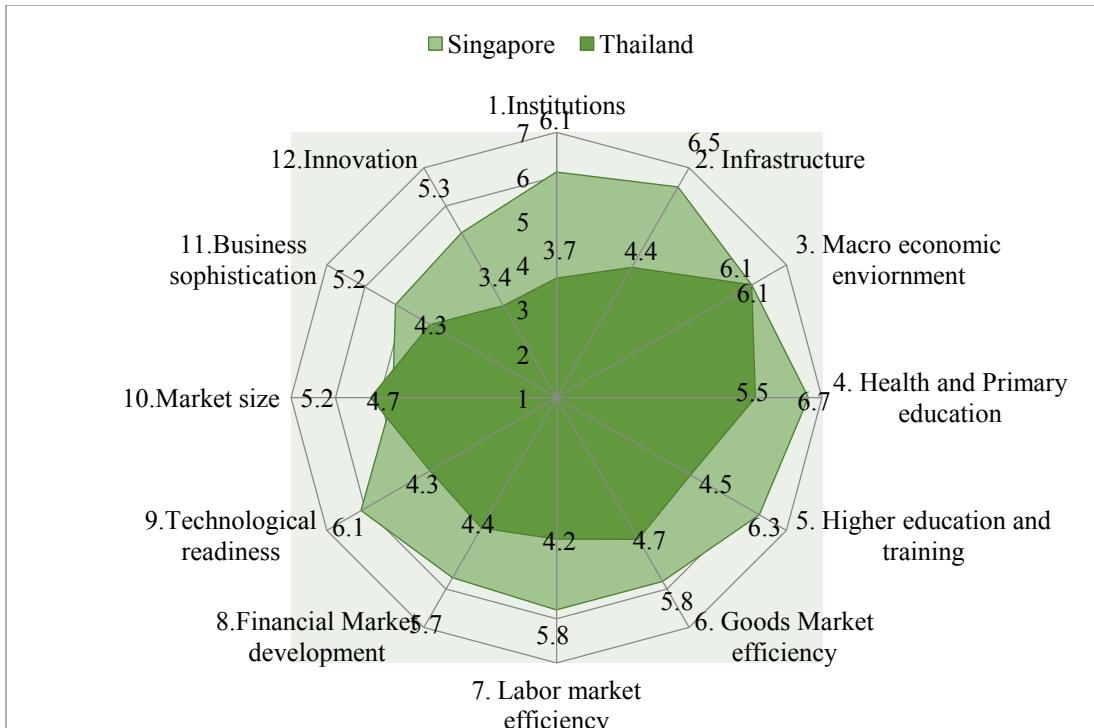 Singapore Thailand
1.Institutions
6.1
7
6.5
12.Innovation
2. Infrastructure
5.3
6
5
3.7
4.4
11.Business
sophistication
3. Macro economic
enviornment
5.2
3.4
4
6.1
6.1
3
4.3
2
10.Market size
5.2
4.7
1
5.5
6.7
4. Health and Primary
education
4.3
4.5
9.Technological
readiness
6.1
4.4
4.2
4.7
6.3
5. Higher education and
training
5.8
8.Financial Market
development
5.7
5.8
6. Goods Market
efficiency
7. Labor market
efficiency